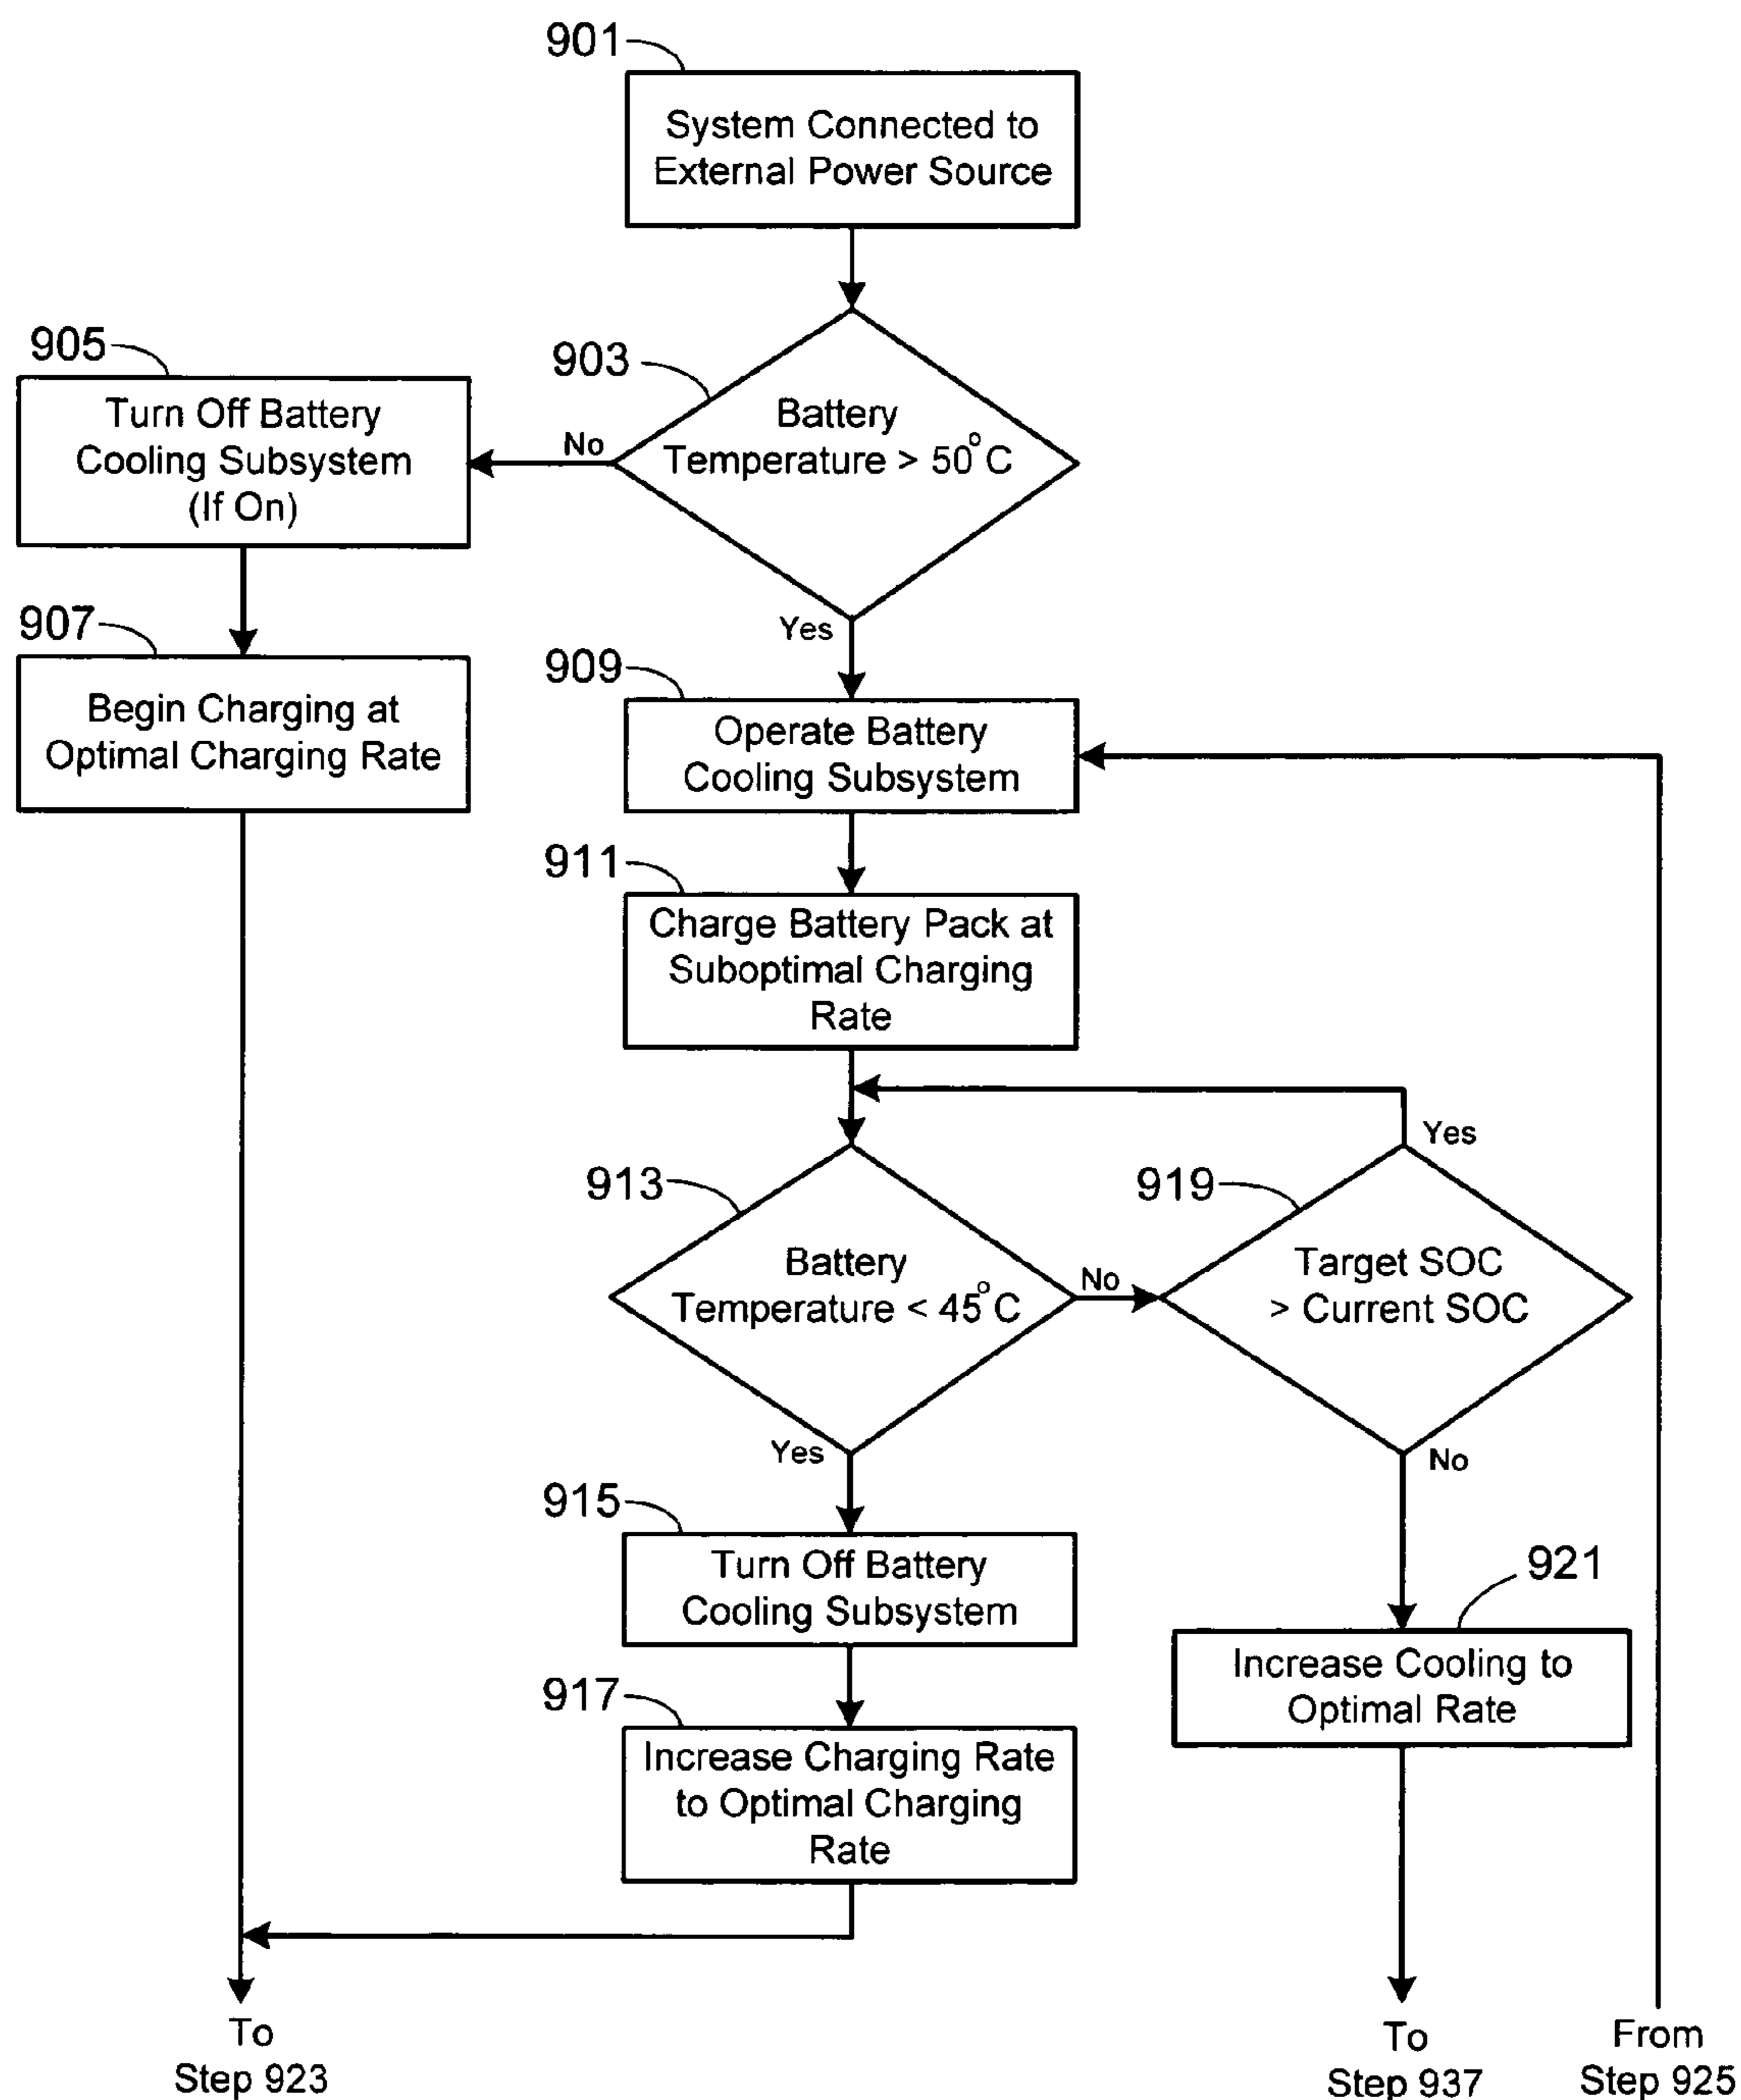 901
System Connected to
External Power Source
903
Battery
Temperature > 50°C
No
Yes
905
Turn Off Battery
Cooling Subsystem
(If On)
907
Begin Charging at
Optimal Charging Rate
909
Operate Battery
Cooling Subsystem
911
Charge Battery Pack at
Suboptimal Charging
Rate
913
Battery
Temperature < 45°C
No
Yes
919
Target SOC
> Current SOC
Yes
No
915
Turn Off Battery
Cooling Subsystem
917
Increase Charging Rate
to Optimal Charging
Rate
921
Increase Cooling to
Optimal Rate
To
Step 923
To
Step 937
From
Step 925